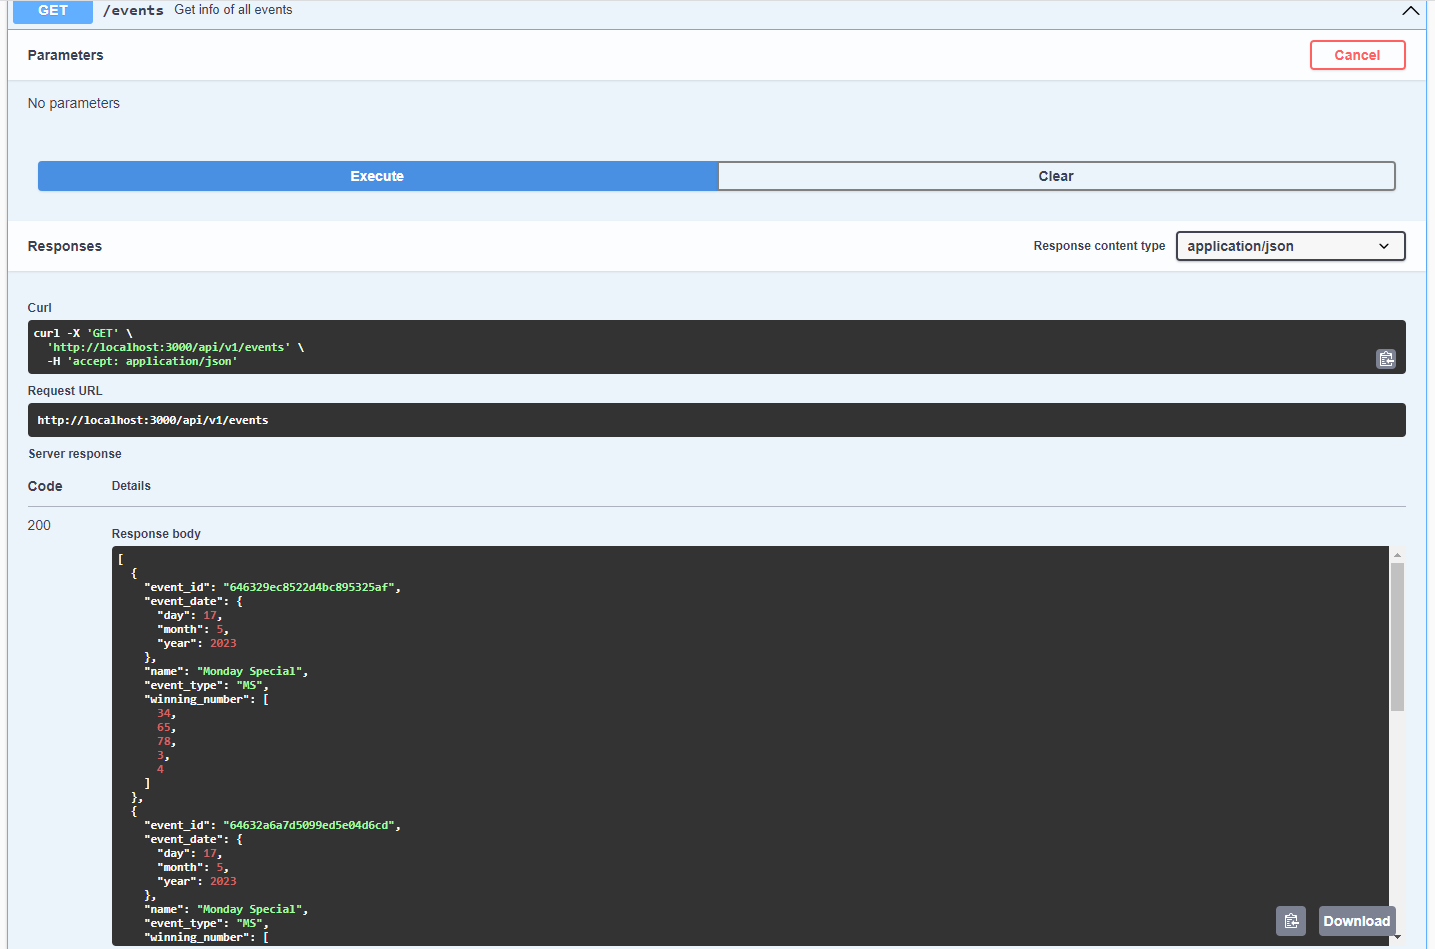 GET /events Get info of all events
Parameters
Cancel
No parameters
Execute
Clear
Responses
Response content type
application/json
Curl
curl -X 'GET' \
  'http://localhost:3000/api/v1/events' \
  -H 'accept: application/json'
Request URL
http://localhost:3000/api/v1/events
Server response
Code Details
200
Response body
[
  {
    "event_id": "646329ec8522d4bc895325af",
    "event_date": {
      "day": 17,
      "month": 5,
      "year": 2023
    },
    "name": "Monday Special",
    "event_type": "MS",
    "winning_number": [
      34,
      65,
      78,
      3,
      4
    ]
  },
  {
    "event_id": "64632a6a7d5099ed5e04d6cd",
    "event_date": {
      "day": 17,
      "month": 5,
      "year": 2023
    },
    "name": "Monday Special",
    "event_type": "MS",
    "winning_number": [
Download